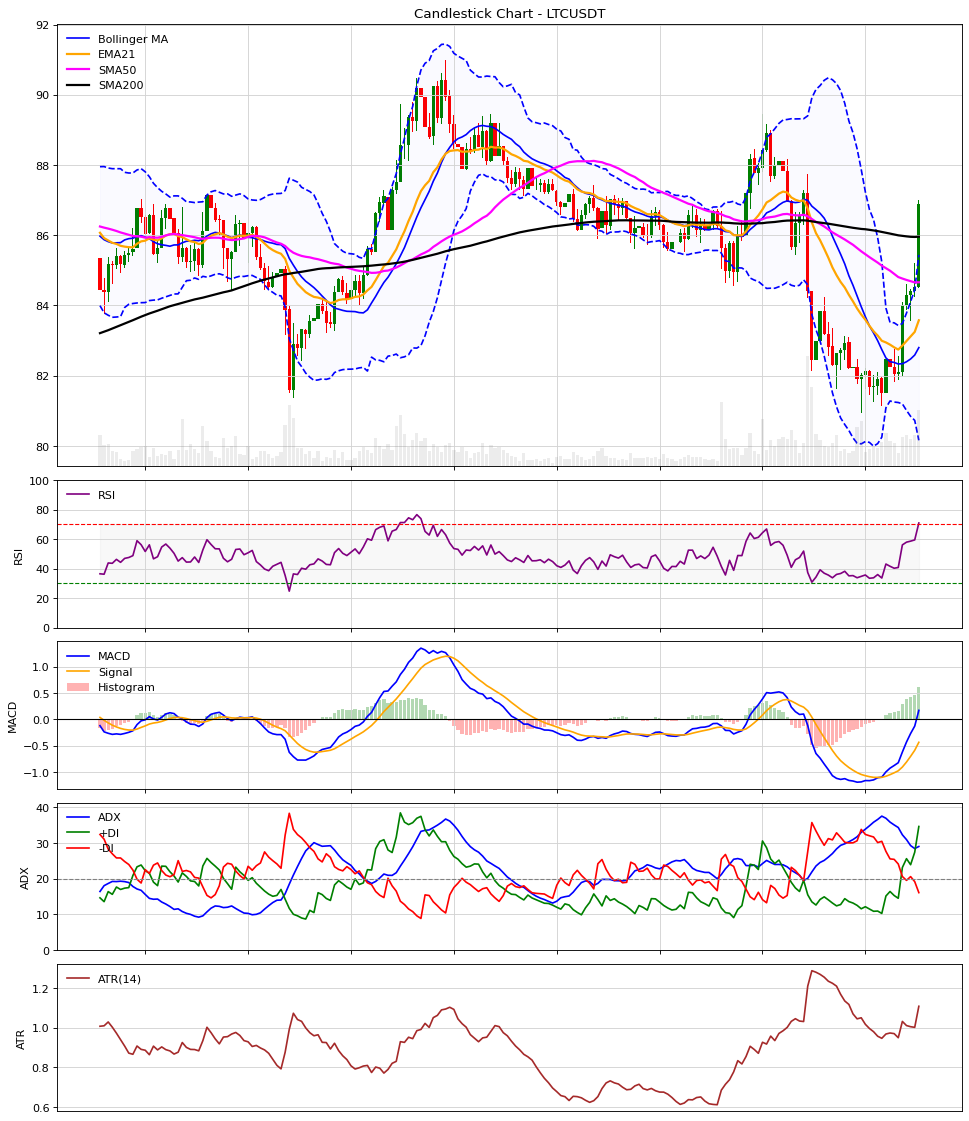 Candlestick Chart - LTCUSDT
92
90
88
86
84
82
80
Bollinger MA
EMA21
SMA50
SMA200
100
80
60
40
20
0
RSI
RSI
1.0
0.5
0.0
−0.5
−1.0
MACD
MACD
Signal
Histogram
40
30
20
10
0
ADX
ADX
+DI
-DI
1.2
1.0
0.8
0.6
ATR
ATR(14)